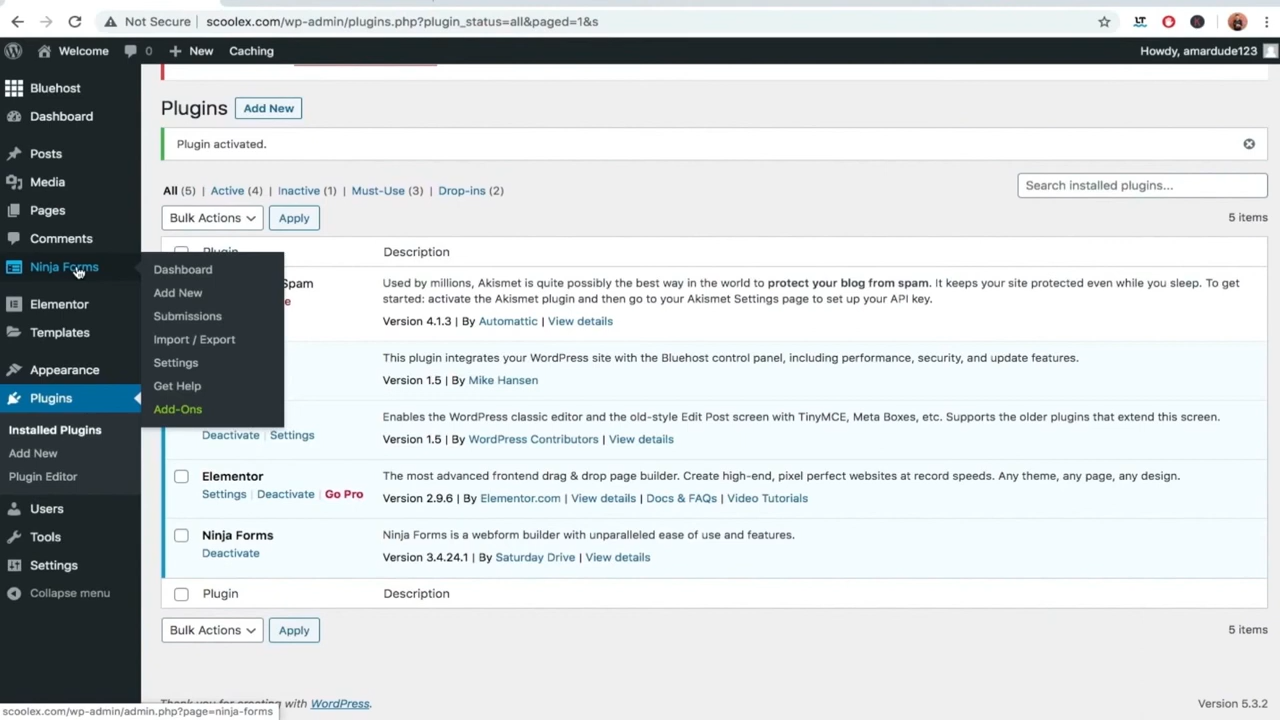 Not Secure | scoolex.com/wp-admin/plugins.php?plugin_status=all&paged=1&s
LT
Welcome 0 New Caching Howdy, amardude123
Bluehost
Dashboard
Posts
Media
Pages
Comments
Ninja Forms
Elementor
Templates
Appearance
Plugins
Installed Plugins
Add New
Plugin Editor
Users
Tools
Settings
Collapse menu
Dashboard
Add New
Submissions
Import / Export
Settings
Get Help
Add-Ons
Plugins Add New
Plugin activated.
All (5) | Active (4) | Inactive (1) | Must-Use (3) | Drop-ins (2)
Search installed plugins...
Bulk Actions Apply 5 items
Plugin Description
Spam Used by millions, Akismet is quite possibly the best way in the world to protect your blog from spam. It keeps your site protected even while you sleep. To get
started: activate the Akismet plugin and then go to your Akismet Settings page to set up your API key.
Version 4.1.3 | By Automattic | View details
This plugin integrates your WordPress site with the Bluehost control panel, including performance, security, and update features.
Version 1.5 | By Mike Hansen
Enables the WordPress classic editor and the old-style Edit Post screen with TinyMCE, Meta Boxes, etc. Supports the older plugins that extend this screen.
Deactivate | Settings Version 1.5 | By WordPress Contributors | View details
Elementor The most advanced frontend drag & drop page builder. Create high-end, pixel perfect websites at record speeds. Any theme, any page, any design.
Settings | Deactivate | Go Pro Version 2.9.6 | By Elementor.com | View details | Docs & FAQs | Video Tutorials
Ninja Forms Ninja Forms is a webform builder with unparalleled ease of use and features.
Deactivate Version 3.4.24.1 | By Saturday Drive | View details
Plugin Description
Bulk Actions Apply 5 items
Thank you for creating with WordPress. Version 5.3.2
scoolex.com/wp-admin/admin.php?page=ninja-forms